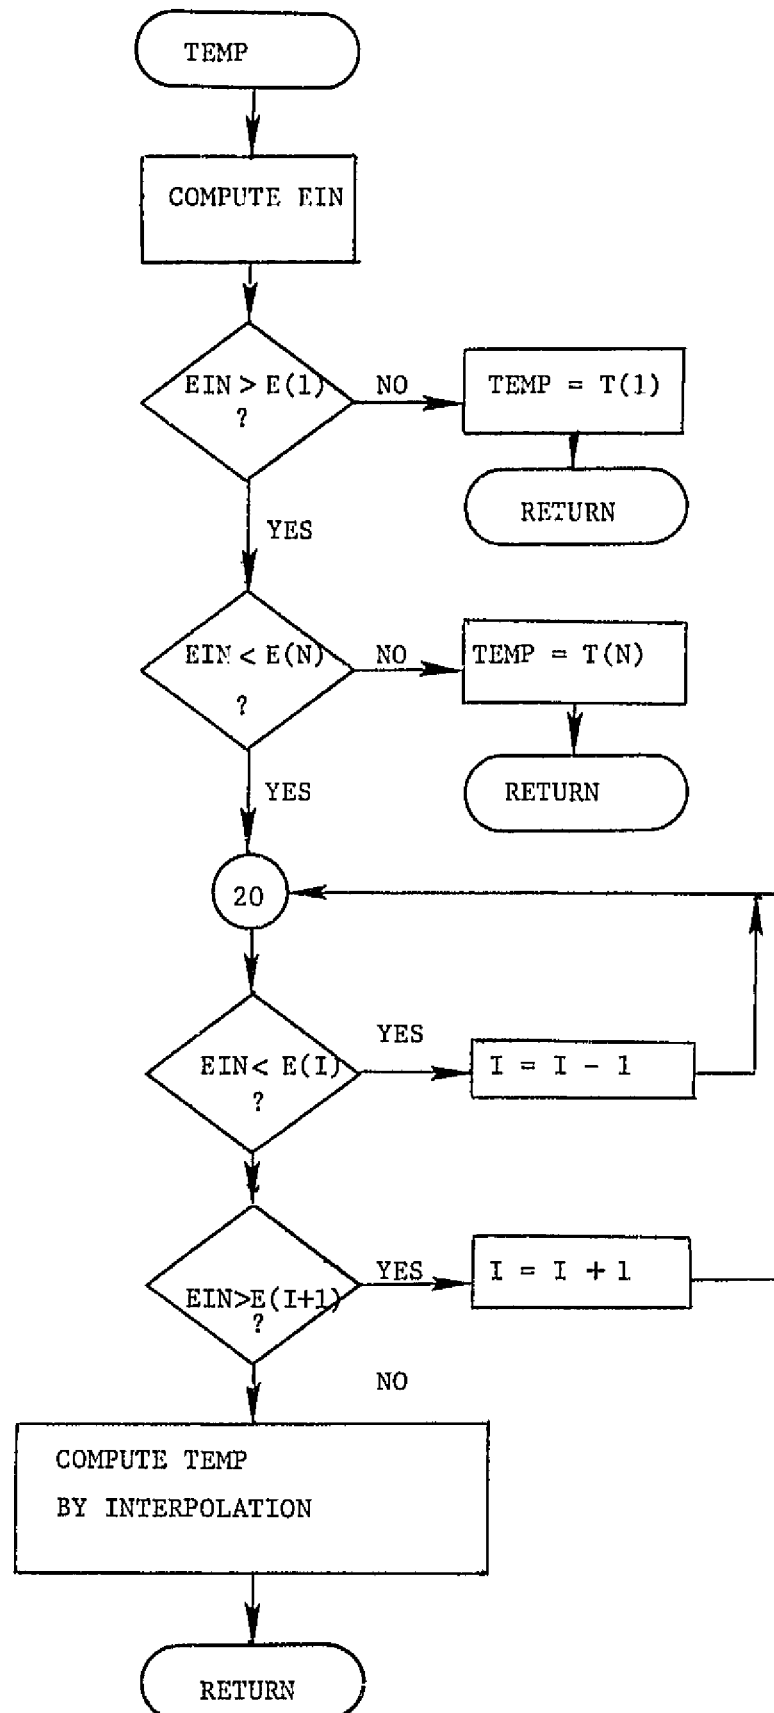 TEMP
COMPUTE EIN
EIN > E(1)
?
NO
TEMP = T(1)
RETURN
YES
EIN < E(N)
?
NO
TEMP = T(N)
RETURN
YES
20
EIN< E(I)
?
YES
I = I - 1
EIN>E(I+1)
?
YES
I = I + 1
NO
COMPUTE TEMP
BY INTERPOLATION
RETURN